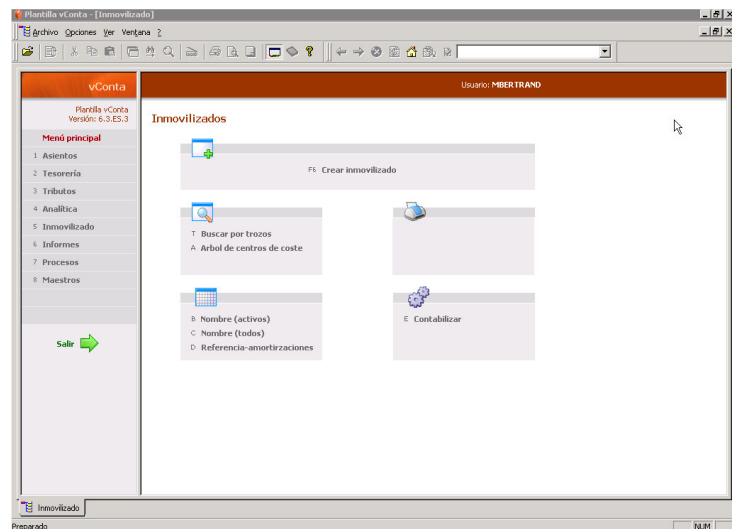 Plantilla vConta - [Inmovilizado]
Archivo Opciones Ver Ventana ?
vConta
Usuario: MBERTRAND
Plantilla vConta
Versión: 6.3.ES.3
Menú principal
1 Asientos
2 Tesorería
3 Tributos
4 Analítica
5 Inmovilizado
6 Informes
7 Procesos
8 Maestros
Salir
Inmovilizados
F6 Crear inmovilizado
T Buscar por trozos
A Arbol de centros de coste
B Nombre (activos)
C Nombre (todos)
D Referencia-amortirzaciones
E Contabilizar
Inmovilizado
Preparado
NUM